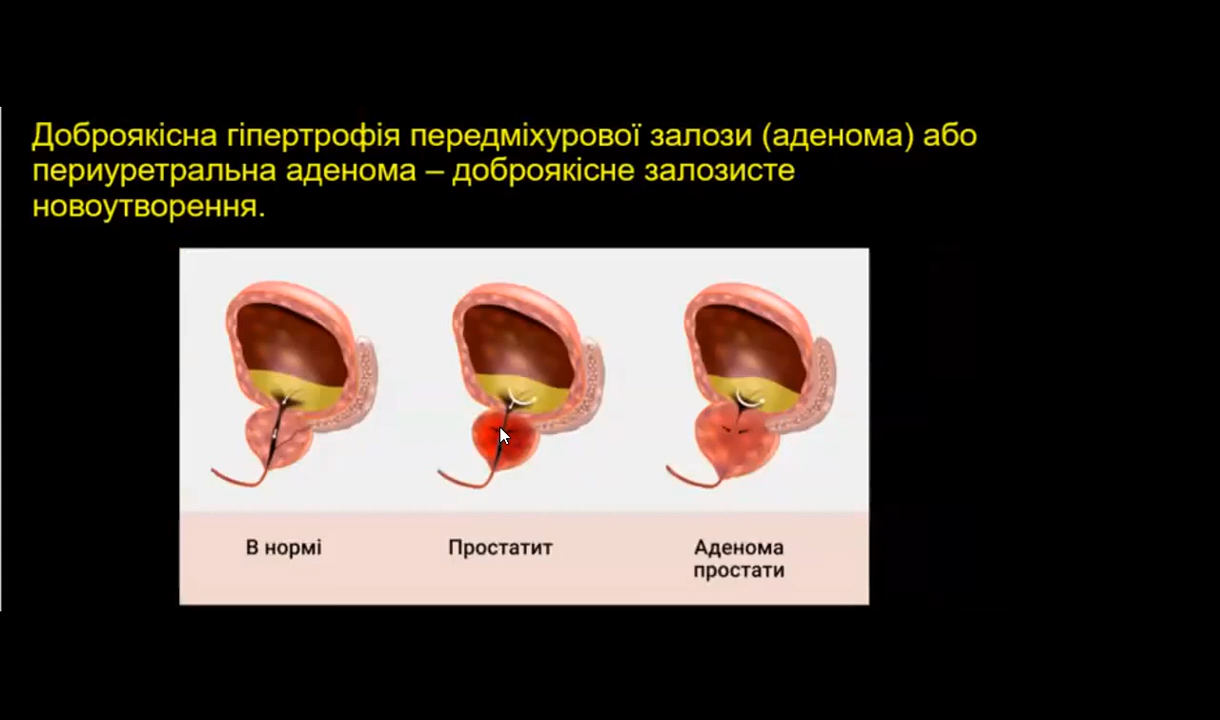 Доброякісна гіпертрофія передміхурової залози (аденома) або
периуретральна аденома – доброякісне залозисте
новоутворення.
В нормі
Простатит
Аденома
простати